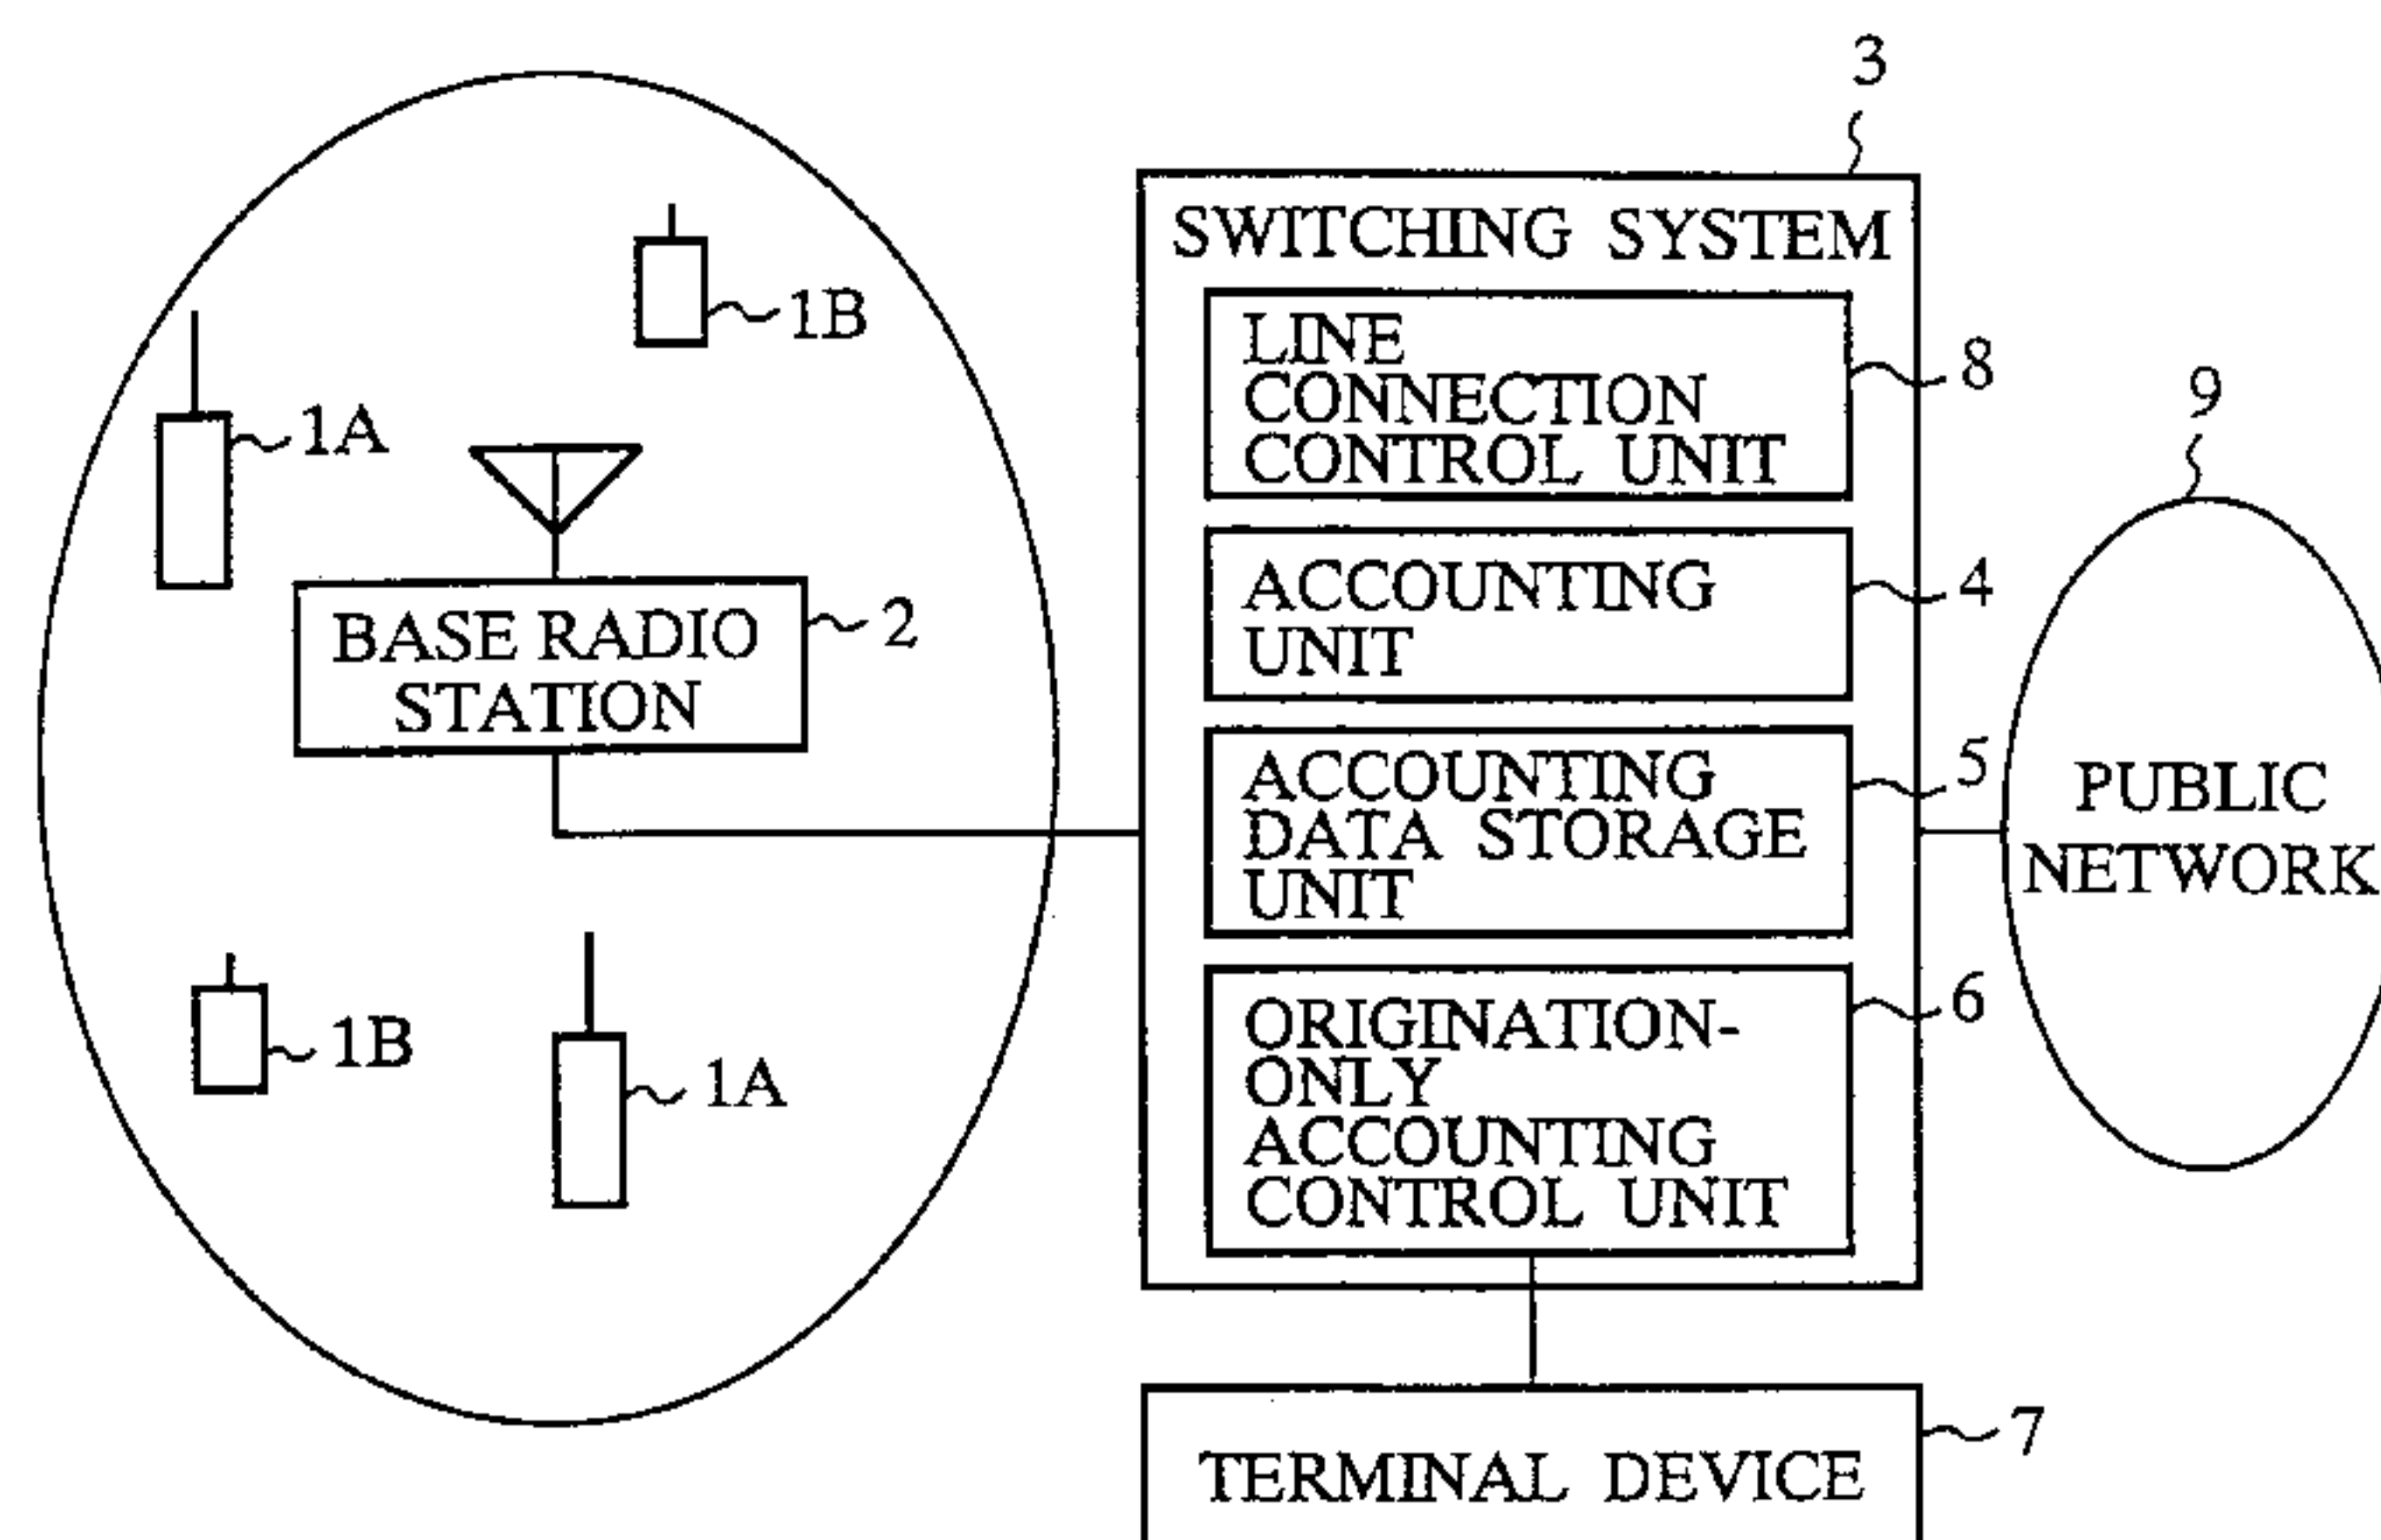 3
SWITCHING SYSTEM
1B
LINE
CONNECTION
CONTROL UNIT
8
1A
9
ACCOUNTING
UNIT
4
BASE RADIO
STATION
2
ACCOUNTING
DATA STORAGE
UNIT
5
PUBLIC
NETWORK
ORIGINATION-
ONLY
ACCOUNTING
CONTROL UNIT
6
1B
1A
7
TERMINAL DEVICE